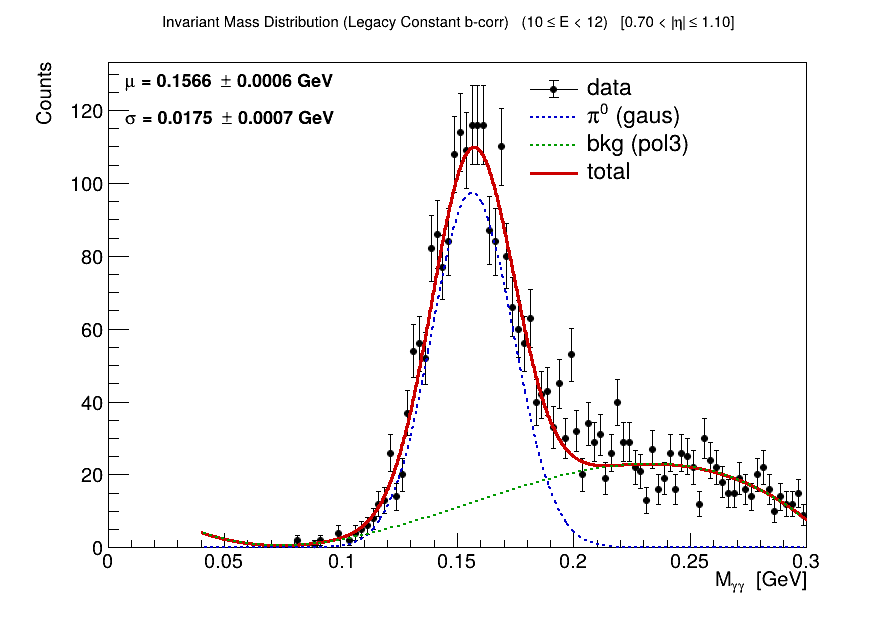 Invariant Mass Distribution (Legacy Constant b-corr) (10 ≤ E < 12) [0.70 < |η| ≤ 1.10]
Counts
μ = 0.1566 ± 0.0006 GeV
σ = 0.0175 ± 0.0007 GeV
data
π⁰ (gaus)
bkg (pol3)
total
120
100
80
60
40
20
0
0 0.05 0.1 0.15 0.2 0.25 0.3
Mγγ [GeV]